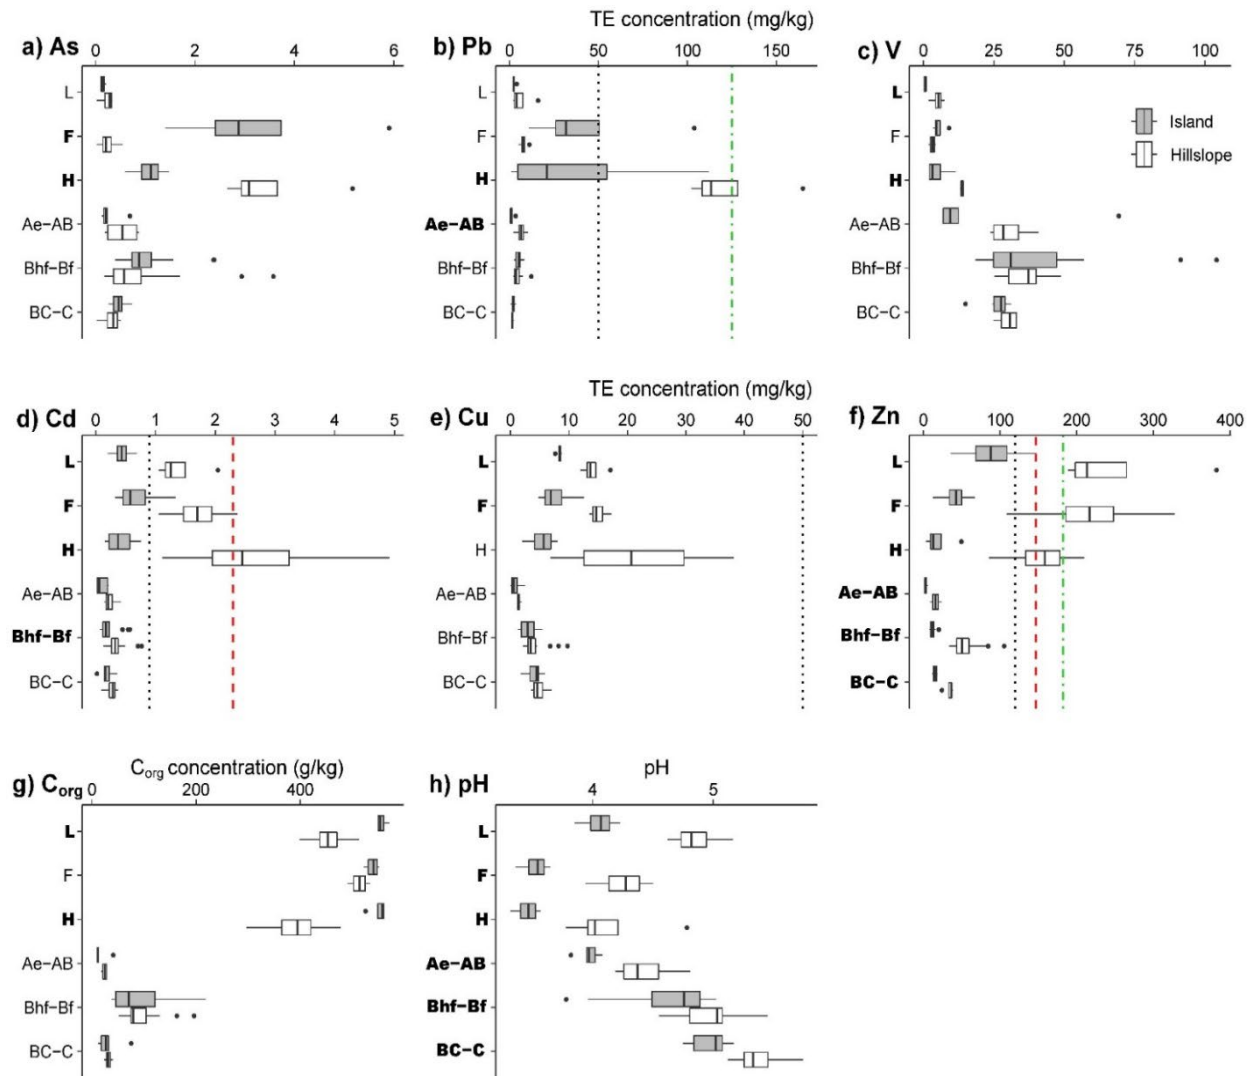 TE concentration (mg/kg)
a) As
0 2 4 6
b) Pb
0 50 100 150
c) V
0 25 50 75 100
L
F
H
Ae-AB
Bhf-Bf
BC-C
L
F
H
Ae-AB
Bhf-Bf
BC-C
L
F
H
Ae-AB
Bhf-Bf
BC-C
Island
Hillslope
TE concentration (mg/kg)
d) Cd
0 1 2 3 4 5
e) Cu
0 10 20 30 40 50
f) Zn
0 100 200 300 400
L
F
H
Ae-AB
Bhf-Bf
BC-C
L
F
H
Ae-AB
Bhf-Bf
BC-C
L
F
H
Ae-AB
Bhf-Bf
BC-C
Corg concentration (g/kg)
g) Corg
0 200 400
pH
h) pH
4 5
L
F
H
Ae-AB
Bhf-Bf
BC-C
L
F
H
Ae-AB
Bhf-Bf
BC-C